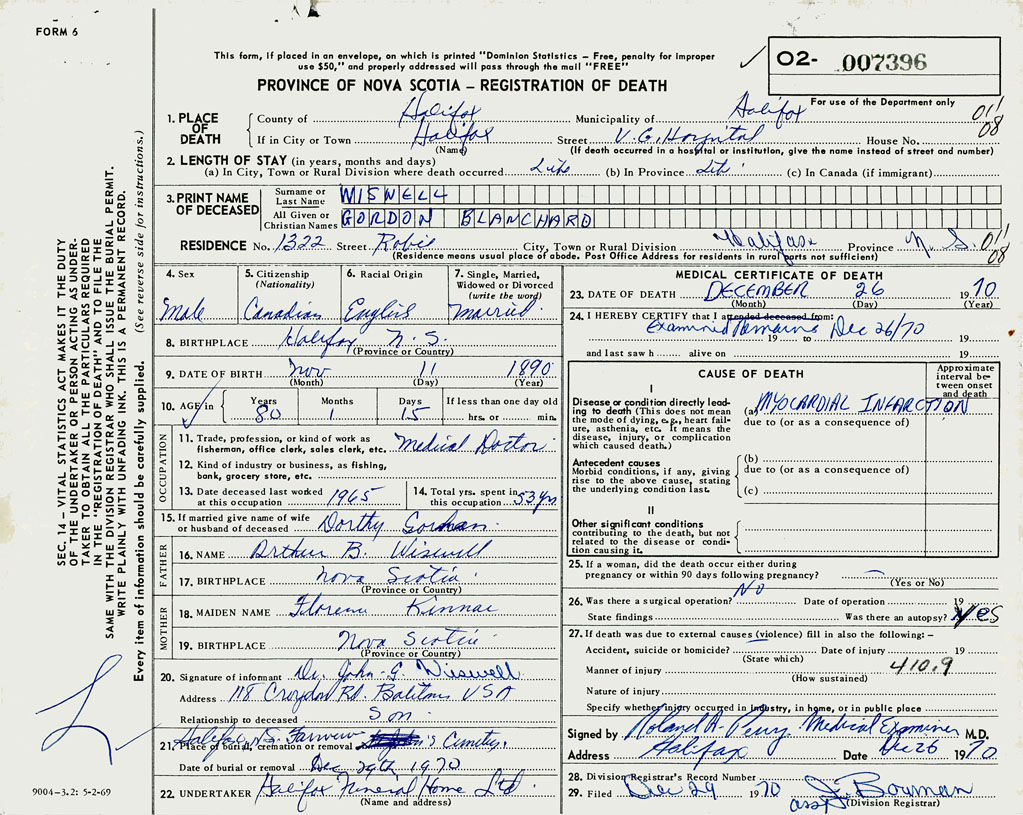 FORM 6
This form, if placed in an envelope, on which is printed "Dominion Statistics – Free, penalty for improper
use $50," and properly addressed will pass through the mail "FREE"
O2- 007396
PROVINCE OF NOVA SCOTIA – REGISTRATION OF DEATH
For use of the Department only
1. PLACE OF DEATH
County of Halifax Municipality of Halifax 01/
If in City or Town Halifax Street V.G. Hospital House No. 08
(Name) (If death occurred in a hospital or institution, give the name instead of street and number)
2. LENGTH OF STAY (in years, months and days)
(a) In City, Town or Rural Division where death occurred Life (b) In Province Life (c) In Canada (if immigrant)
3. PRINT NAME OF DECEASED
Surname or Last Name WISWELL
All Given or Christian Names GORDON BLANCHARD
RESIDENCE No. 1322 Street Robie City, Town or Rural Division Halifax Province N.S. 01/
(Residence means usual place of abode. Post Office Address for residents in rural parts not sufficient) 08
4. Sex Male
5. Citizenship (Nationality) Canadian
6. Racial Origin English
7. Single, Married, Widowed or Divorced (write the word) Married
8. BIRTHPLACE Halifax N.S.
(Province or Country)
9. DATE OF BIRTH Nov 11 1890
(Month) (Day) (Year)
10. AGE in Years 80 Months 1 Days 15 If less than one day old hrs. or min.
OCCUPATION
11. Trade, profession, or kind of work as fisherman, office clerk, sales clerk, etc. Medical Doctor
12. Kind of industry or business, as fishing, bank, grocery store, etc.
13. Date deceased last worked at this occupation 1965
14. Total yrs. spent in this occupation 53 yrs
15. If married give name of wife or husband of deceased Dorthy Gorman
FATHER
16. NAME Arthur B. Wiswell
17. BIRTHPLACE Nova Scotia
(Province or Country)
MOTHER
18. MAIDEN NAME Florence
19. BIRTHPLACE Nova Scotia
(Province or Country)
20. Signature of informant Dr. John G. Wiswell
Address 118 Croydon Rd. USA
Relationship to deceased Son
21. Place of burial, cremation or removal Halifax, N.S. Fairview
Date of burial or removal Dec 29th 1970
22. UNDERTAKER Halifax Funeral Home Ltd
(Name and address)
MEDICAL CERTIFICATE OF DEATH
23. DATE OF DEATH DECEMBER 26 1970
(Month) (Day) (Year)
24. I HEREBY CERTIFY that I attended deceased from:
Examined Remains Dec 26/70
19 to 19
and last saw h alive on 19
CAUSE OF DEATH
Approximate interval between onset and death
I
Disease or condition directly leading to death (This does not mean the mode of dying, e.g., heart failure, asthenia, etc. It means the disease, injury, or complication which caused death.)
(a) MYOCARDIAL INFARCTION
due to (or as a consequence of)
Antecedent causes
Morbid conditions, if any, giving rise to the above cause, stating the underlying condition last.
(b)
due to (or as a consequence of)
(c)
II
Other significant conditions
contributing to the death, but not related to the disease or condition causing it.
25. If a woman, did the death occur either during
pregnancy or within 90 days following pregnancy?
(Yes or No)
26. Was there a surgical operation? No Date of operation 19
State findings Was there an autopsy? Yes
27. If death was due to external causes (violence) fill in also the following: –
Accident, suicide or homicide? Date of injury 19
(State which)
Manner of injury 410.9
(How sustained)
Nature of injury
Specify whether injury occurred in industry, in home, or in public place
Signed by Roland A. Perry Medical Examiner M.D.
Address Halifax Date Dec 26 1970
28. Division Registrar's Record Number
29. Filed Dec 29 1970 J. Bowman
asst (Division Registrar)
SEC. 14 – VITAL STATISTICS ACT MAKES IT THE DUTY
OF THE UNDERTAKER OR PERSON ACTING AS UNDER-
TAKER TO OBTAIN ALL THE PARTICULARS REQUIRED
IN THE "REGISTRATION OF DEATH" AND TO FILE THE
SAME WITH THE DIVISION REGISTRAR WHO SHALL ISSUE THE BURIAL PERMIT.
WRITE PLAINLY WITH UNFADING INK. THIS IS A PERMANENT RECORD.
Every item of information should be carefully supplied. (See reverse side for instructions.)
9004-3.2: 5-2-69